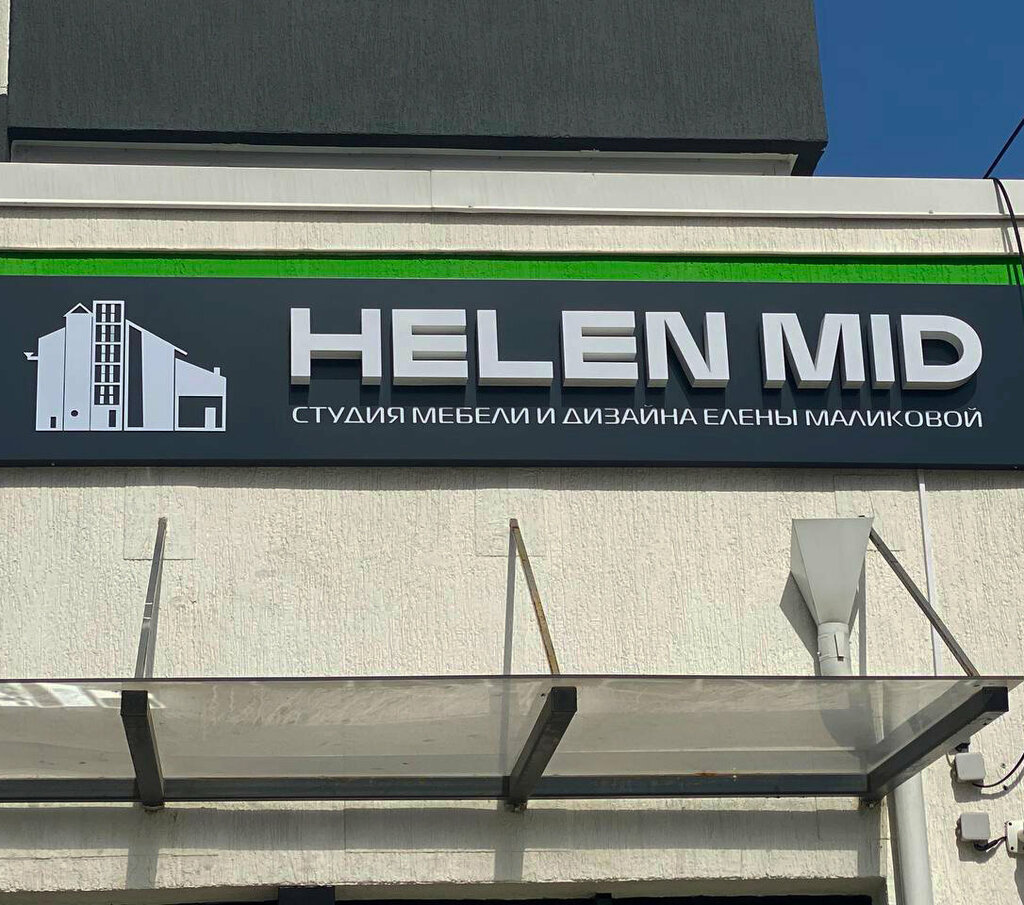 HELEN MID
СТУДИЯ МЕБЕЛИ И ДИЗАЙНА ЕЛЕНЫ МАЛИКОВОЙ